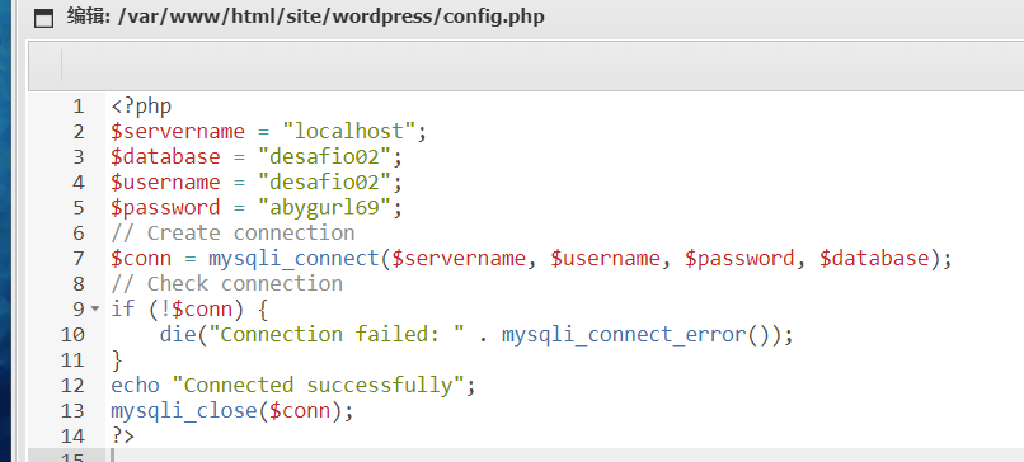 编辑: /var/www/html/site/wordpress/config.php
1 <?php
2 $servername = "localhost";
3 $database = "desafio02";
4 $username = "desafio02";
5 $password = "abygurl69";
6 // Create connection
7 $conn = mysqli_connect($servername, $username, $password, $database);
8 // Check connection
9 if (!$conn) {
10     die("Connection failed: " . mysqli_connect_error());
11 }
12 echo "Connected successfully";
13 mysqli_close($conn);
14 ?>
15